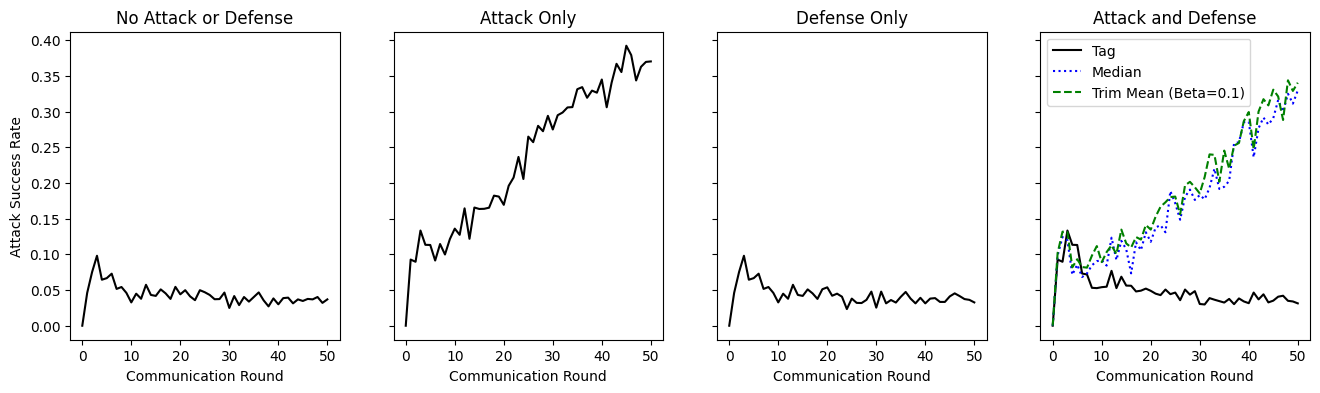 No Attack or Defense
Attack Only
Defense Only
Attack and Defense
Attack Success Rate
0.40
0.35
0.30
0.25
0.20
0.15
0.10
0.05
0.00
Tag
Median
Trim Mean (Beta=0.1)
0 10 20 30 40 50
0 10 20 30 40 50
0 10 20 30 40 50
0 10 20 30 40 50
Communication Round
Communication Round
Communication Round
Communication Round